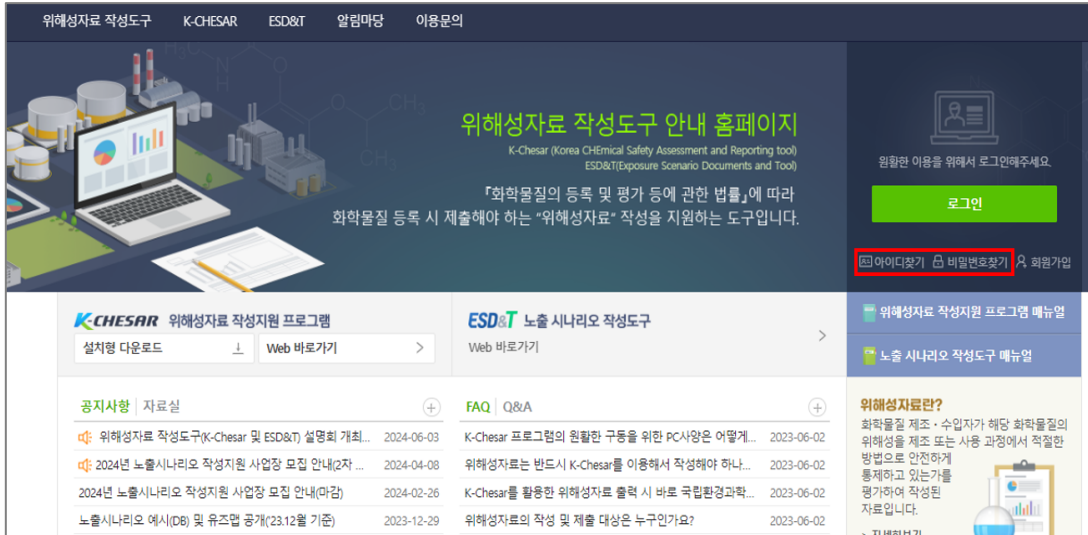 위해성자료 작성도구 K-CHESAR ESD&T 알림마당 이용문의
위해성자료 작성도구 안내 홈페이지
K-Chesar (Korea CHEmical Safety Assessment and Reporting tool)
ESD&T(Exposure Scenario Documents and Tool)
『화학물질의 등록 및 평가 등에 관한 법률』에 따라
화학물질 등록 시 제출해야 하는 “위해성자료” 작성을 지원하는 도구입니다.
원활한 이용을 위해서 로그인해주세요.
로그인
아이디찾기 비밀번호찾기 회원가입
K-CHESAR 위해성자료 작성지원 프로그램
설치형 다운로드 Web 바로가기
ESD&T 노출 시나리오 작성도구
Web 바로가기
위해성자료 작성지원 프로그램 매뉴얼
노출 시나리오 작성도구 매뉴얼
공지사항 자료실
위해성자료 작성도구(K-Chesar 및 ESD&T) 설명회 개최... 2024-06-03
2024년 노출시나리오 작성지원 사업장 모집 안내(2차 ... 2024-04-08
2024년 노출시나리오 작성지원 사업장 모집 안내(마감) 2024-02-26
노출시나리오 예시(DB) 및 유즈맵 공개('23.12월 기준) 2023-12-29
FAQ Q&A
K-Chesar 프로그램의 원활한 구동을 위한 PC사양은 어떻게... 2023-06-02
위해성자료는 반드시 K-Chesar를 이용해서 작성해야 하나... 2023-06-02
K-Chesar를 활용한 위해성자료 출력 시 바로 국립환경과학... 2023-06-02
위해성자료의 작성 및 제출 대상은 누구인가요? 2023-06-02
위해성자료란?
화학물질 제조・수입자가 해당 화학물질의
위해성을 제조 또는 사용 과정에서 적절한
방법으로 안전하게
통제하고 있는가를
평가하여 작성된
자료입니다.